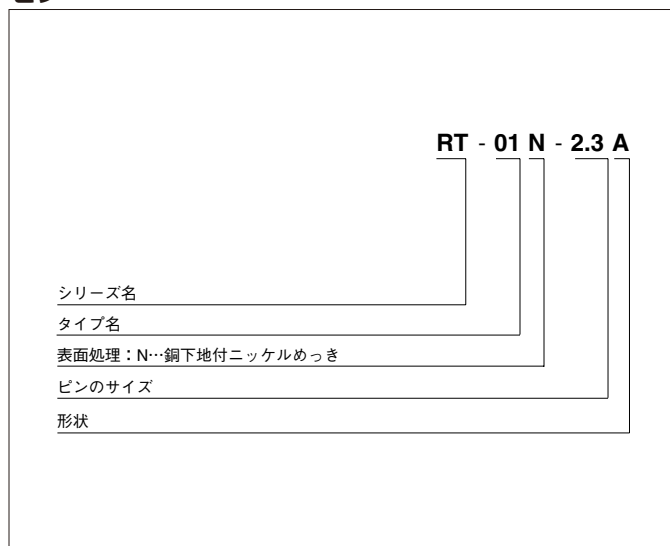 RT - 01 N - 2.3 A
シリーズ名
タイプ名
表面処理：N…銅下地付ニッケルめっき
ピンのサイズ
形状